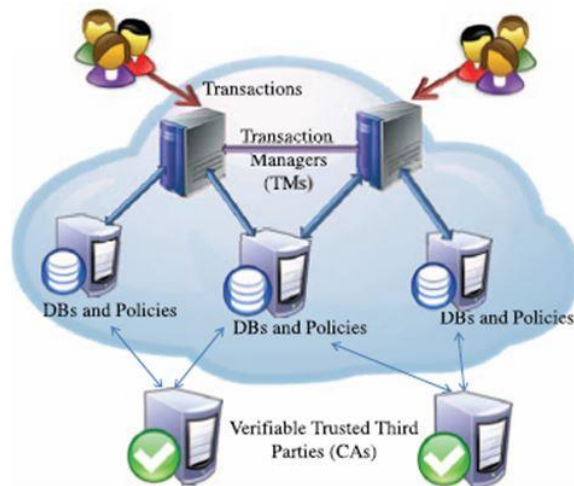 Transactions
Transaction
Managers
(TMs)
DBs and Policies
DBs and Policies
DBs and Policies
Verifiable Trusted Third
Parties (CAs)